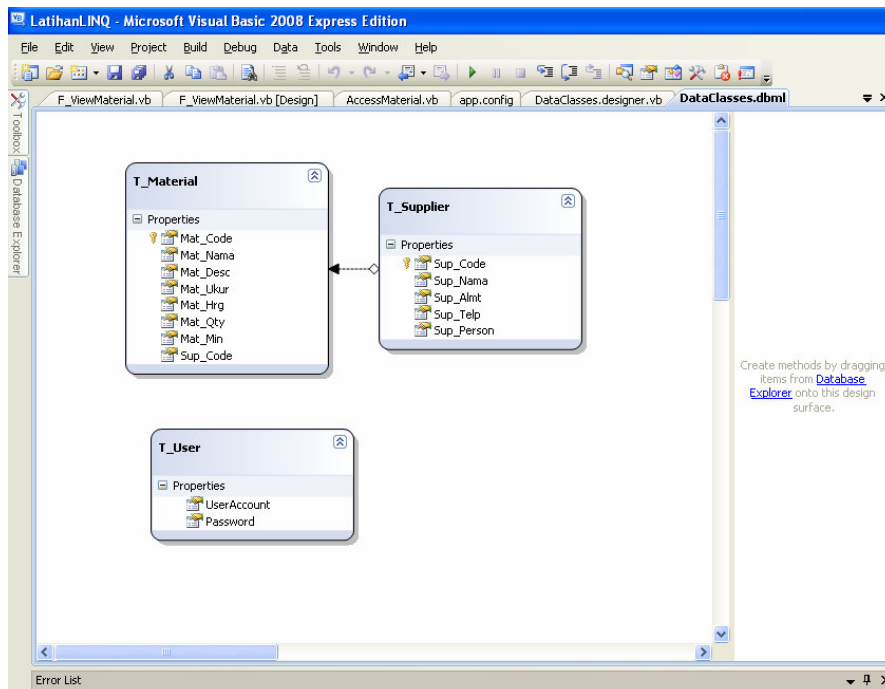 LatihanLINQ - Microsoft Visual Basic 2008 Express Edition
File Edit View Project Build Debug Data Tools Window Help
F_ViewMaterial.vb F_ViewMaterial.vb [Design] AccessMaterial.vb app.config DataClasses.designer.vb DataClasses.dbml
Toolbox
Database Explorer
T_Material
Properties
Mat_Code
Mat_Nama
Mat_Desc
Mat_Ukur
Mat_Hrg
Mat_Qty
Mat_Min
Sup_Code
T_Supplier
Properties
Sup_Code
Sup_Nama
Sup_Almt
Sup_Telp
Sup_Person
T_User
Properties
UserAccount
Password
Create methods by dragging
items from Database
Explorer onto this design
surface.
Error List